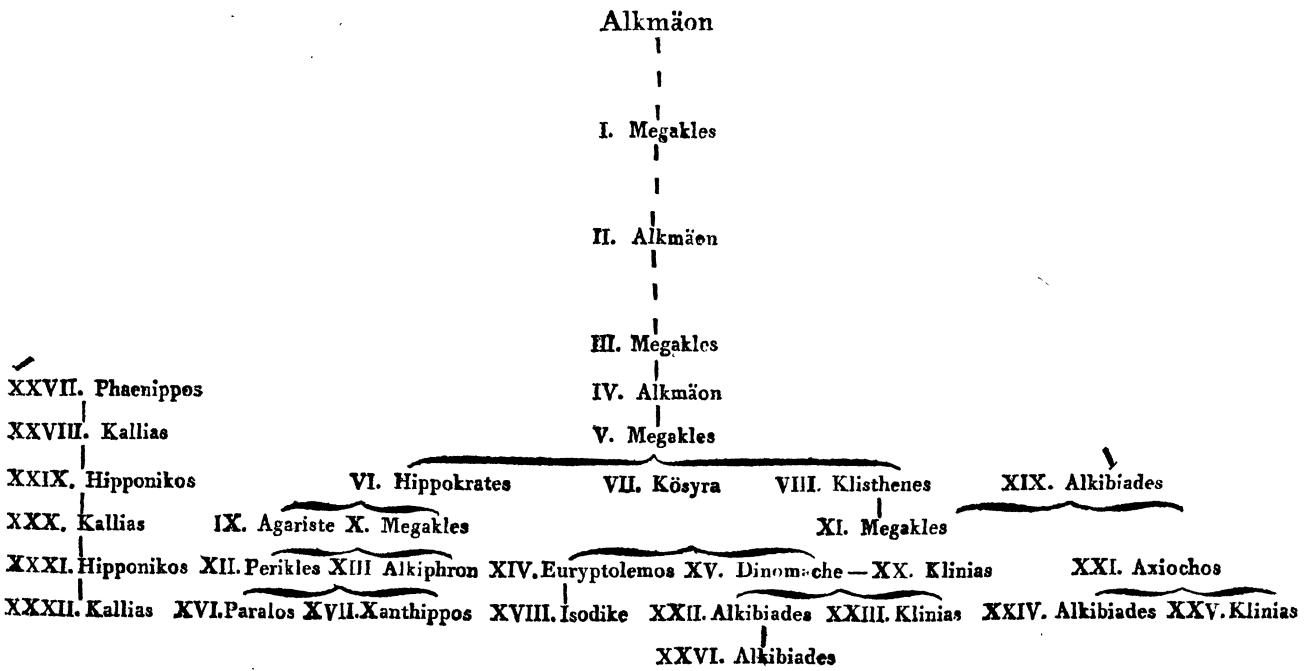 Alkmäon
I. Megakles
II. Alkmäon
III. Megakles
XXVII. Phaenippos IV. Alkmäon
XXVIII. Kallias V. Megakles
XXIX. Hipponikos VI. Hippokrates VII. Kösyra VIII. Klisthenes XIX. Alkibiades
XXX. Kallias IX. Agariste X. Megakles XI. Megakles
XXXI. Hipponikos XII. Perikles XIII Alkiphron XIV. Euryptolemos XV. Dinomache — XX. Klinias XXI. Axiochos
XXXII. Kallias XVI. Paralos XVII. Xanthippos XVIII. Isodike XXII. Alkibiades XXIII. Klinias XXIV. Alkibiades XXV. Klinias
XXVI. Alkibiades